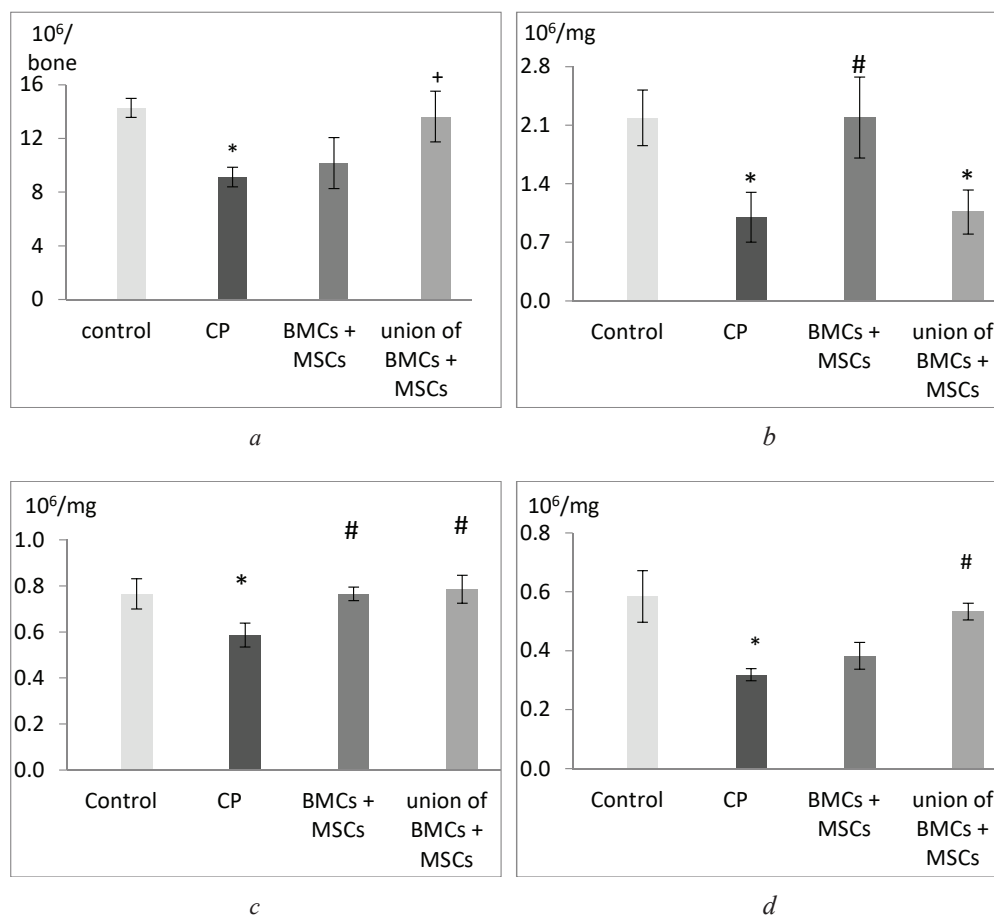 10⁶/
bone
16
12
8
4
0
*
+
control
CP
BMCs +
MSCs
union of
BMCs +
MSCs
a
10⁶/mg
2.8
2.1
1.4
0.7
0.0
*
#
*
Control
CP
BMCs +
MSCs
union of
BMCs +
MSCs
b
10⁶/mg
1.0
0.8
0.6
0.4
0.2
0.0
*
#
#
Control
CP
BMCs +
MSCs
union of
BMCs +
MSCs
c
10⁶/mg
0.8
0.6
0.4
0.2
0.0
*
#
Control
CP
BMCs +
MSCs
union of
BMCs +
MSCs
d